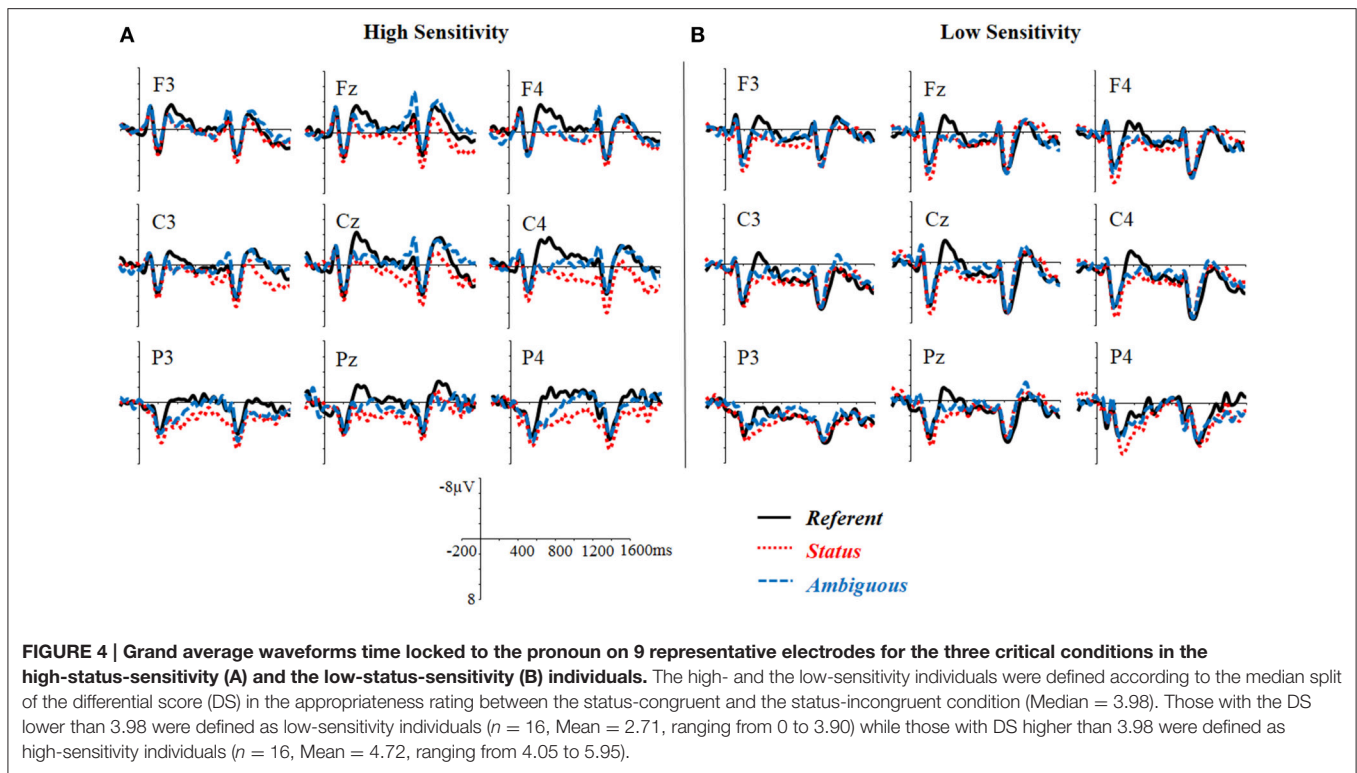 A
High Sensitivity
B
Low Sensitivity
F3
Fz
F4
F3
Fz
F4
C3
Cz
C4
C3
Cz
C4
P3
Pz
P4
P3
Pz
P4
-8μV
-200
400
800
1200
1600ms
8
Referent
Status
Ambiguous
FIGURE 4 | Grand average waveforms time locked to the pronoun on 9 representative electrodes for the three critical conditions in the
high-status-sensitivity (A) and the low-status-sensitivity (B) individuals. The high- and the low-sensitivity individuals were defined according to the median split
of the differential score (DS) in the appropriateness rating between the status-congruent and the status-incongruent condition (Median = 3.98). Those with the DS
lower than 3.98 were defined as low-sensitivity individuals (n = 16, Mean = 2.71, ranging from 0 to 3.90) while those with DS higher than 3.98 were defined as
high-sensitivity individuals (n = 16, Mean = 4.72, ranging from 4.05 to 5.95).